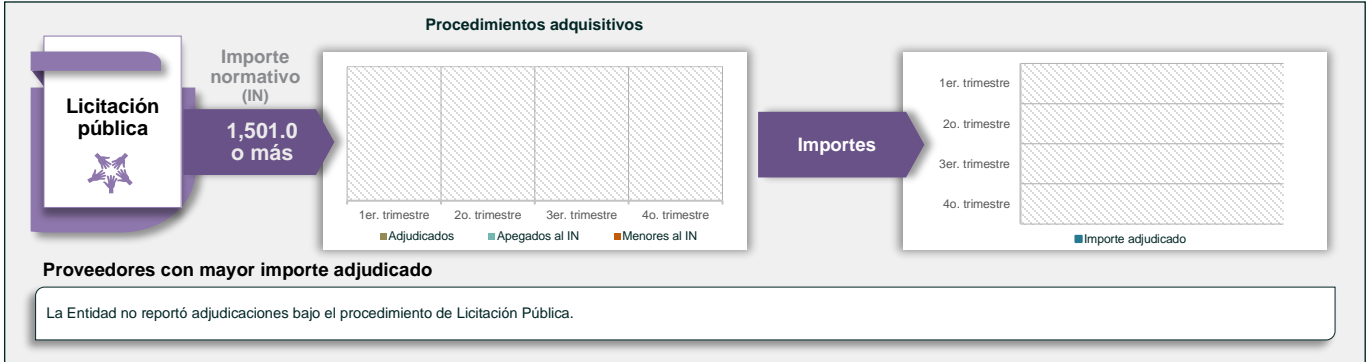 Procedimientos adquisitivos
Licitación
pública
Importe
normativo
(IN)
1,501.0
o más
1er. trimestre
2o. trimestre
3er. trimestre
4o. trimestre
Adjudicados
Apegados al IN
Menores al IN
Importes
1er. trimestre
2o. trimestre
3er. trimestre
4o. trimestre
Importe adjudicado
Proveedores con mayor importe adjudicado
La Entidad no reportó adjudicaciones bajo el procedimiento de Licitación Pública.